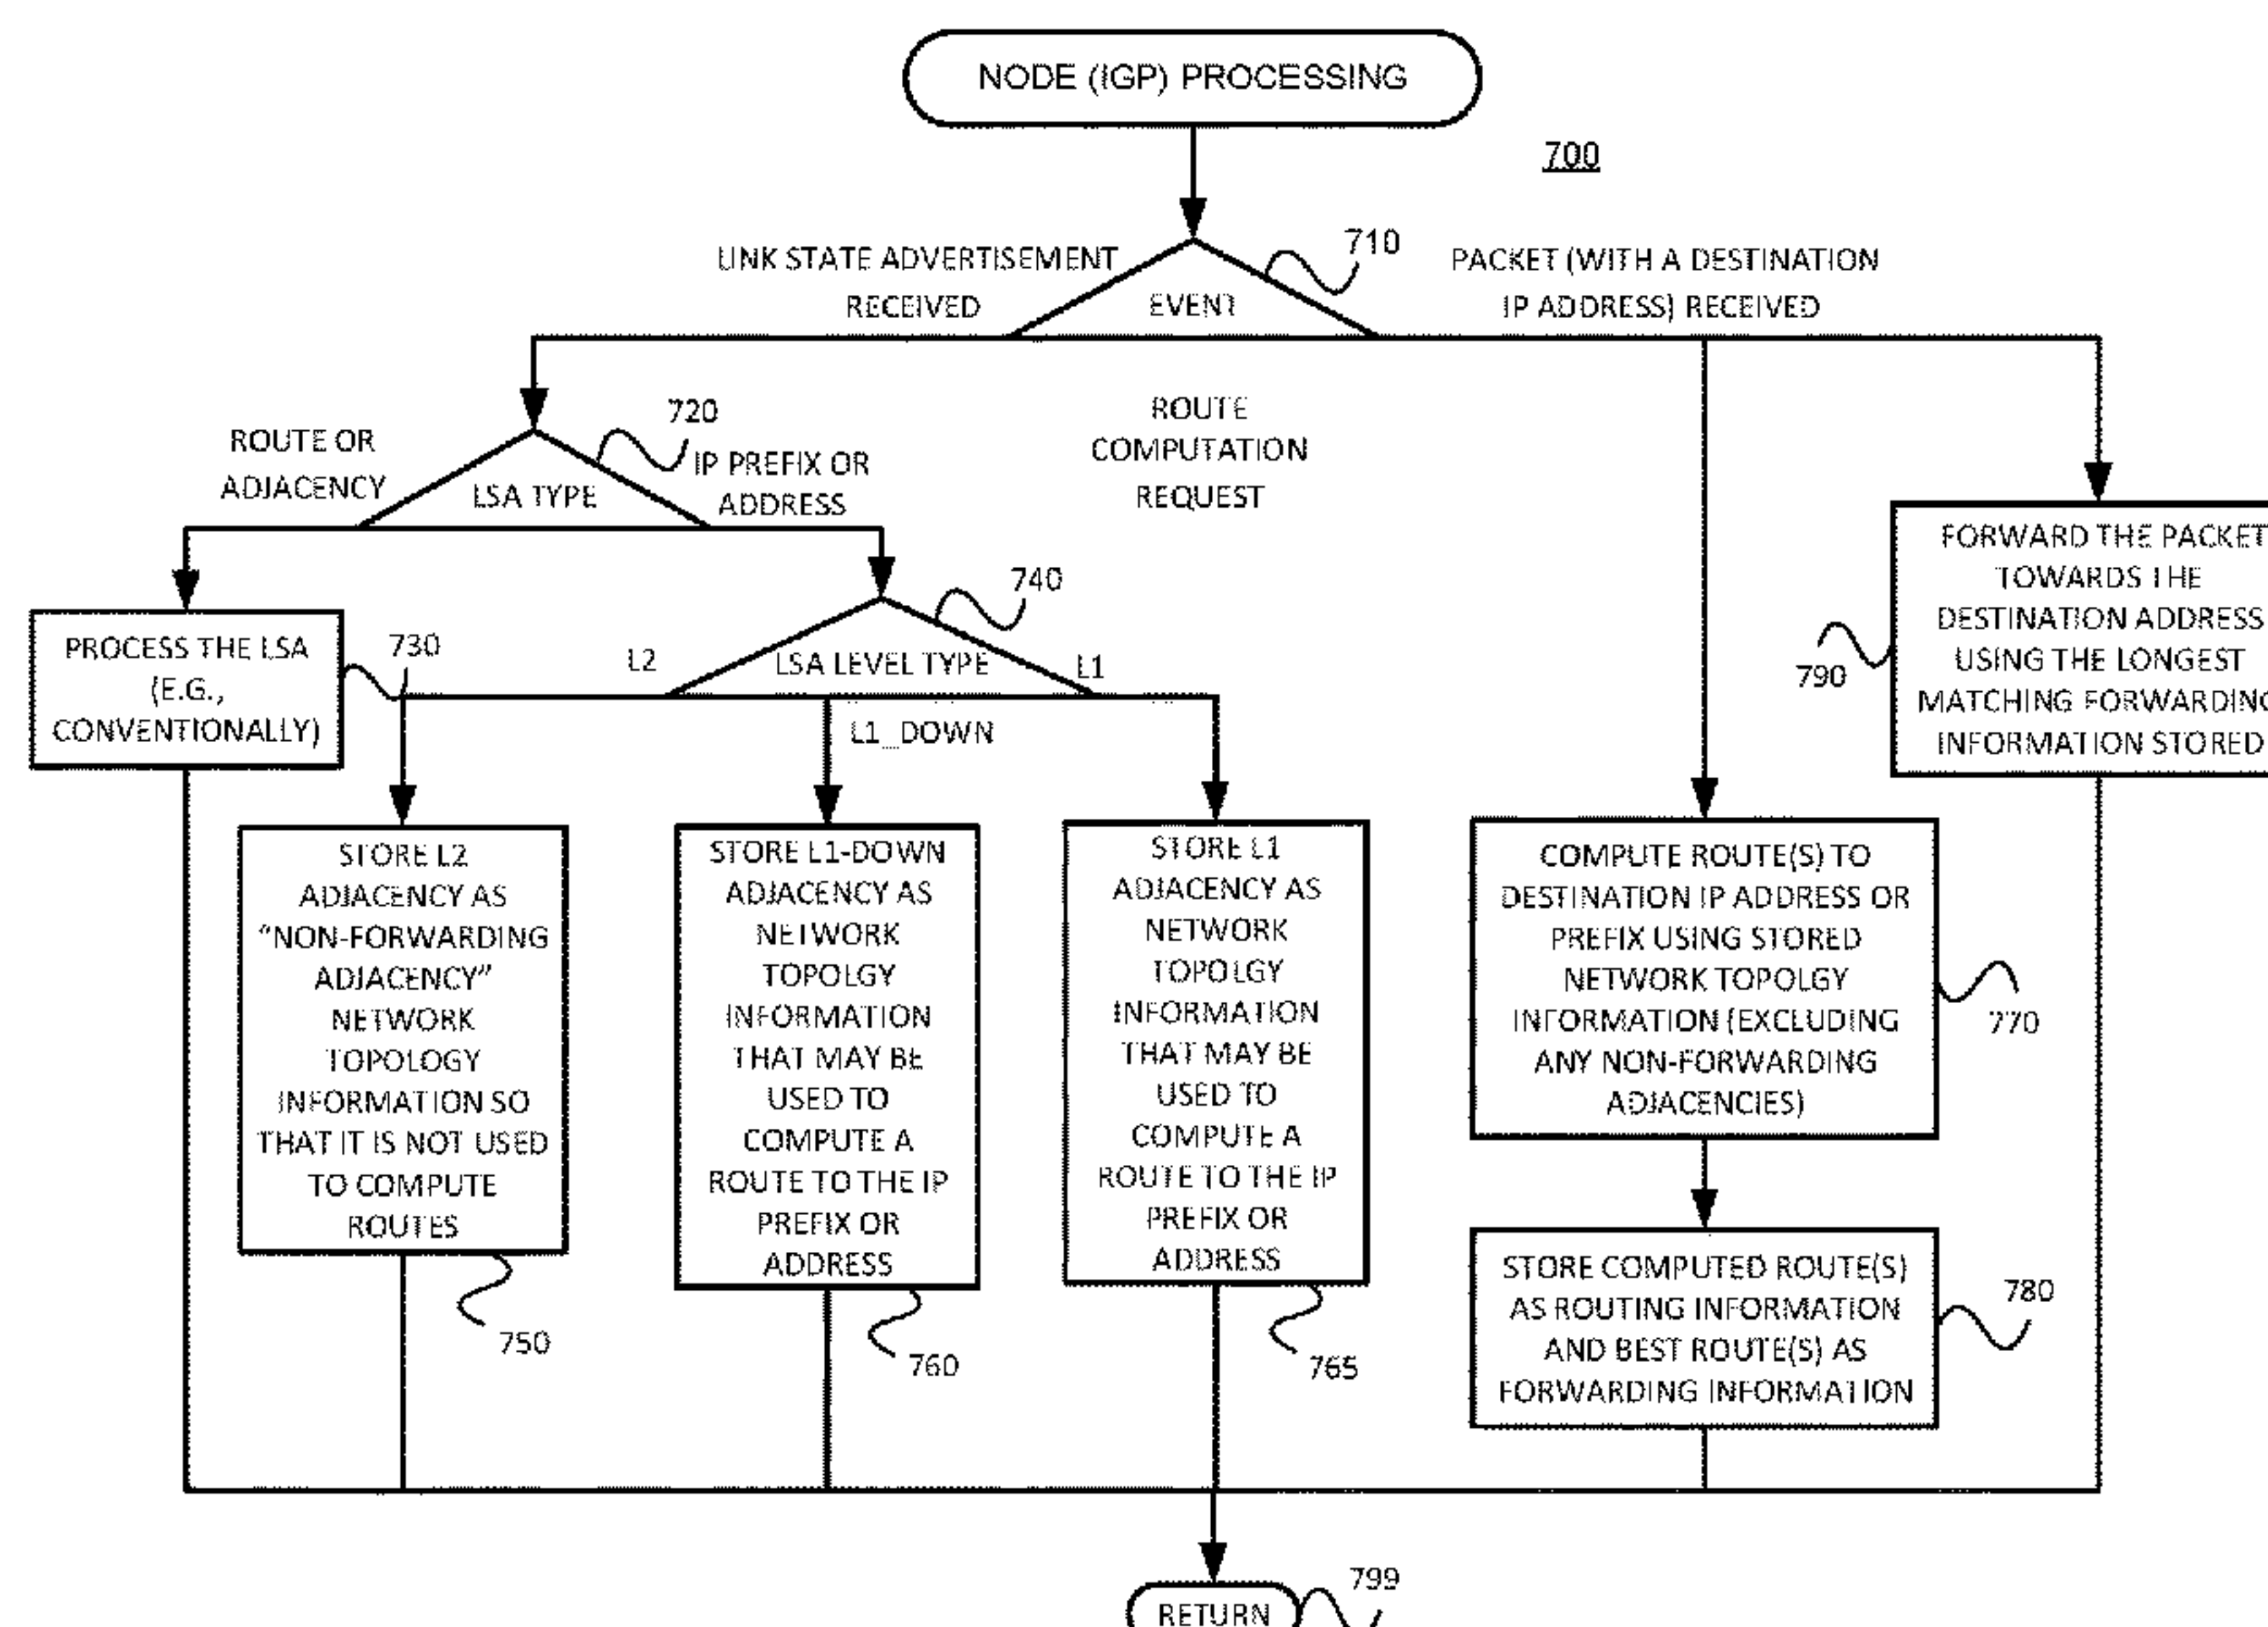 NODE (IGP) PROCESSING
700
710
LINK STATE ADVERTISEMENT
RECEIVED
EVENT
PACKET (WITH A DESTINATION
IP ADDRESS) RECEIVED
ROUTE
COMPUTATION
REQUEST
720
ROUTE OR
ADJACENCY
LSA TYPE
IP PREFIX OR
ADDRESS
PROCESS THE LSA
(E.G.,
CONVENTIONALLY)
730
740
L2
LSA LEVEL TYPE
L1
L1_DOWN
FORWARD THE PACKET
TOWARDS THE
DESTINATION ADDRESS
USING THE LONGEST
MATCHING FORWARDING
INFORMATION STORED
790
STORE L2
ADJACENCY AS
“NON-FORWARDING
ADJACENCY”
NETWORK
TOPOLOGY
INFORMATION SO
THAT IT IS NOT USED
TO COMPUTE
ROUTES
750
STORE L1-DOWN
ADJACENCY AS
NETWORK
TOPOLGY
INFORMATION
THAT MAY BE
USED TO
COMPUTE A
ROUTE TO THE IP
PREFIX OR
ADDRESS
760
STORE L1
ADJACENCY AS
NETWORK
TOPOLGY
INFORMATION
THAT MAY BE
USED TO
COMPUTE A
ROUTE TO THE IP
PREFIX OR
ADDRESS
765
COMPUTE ROUTE(S) TO
DESTINATION IP ADDRESS OR
PREFIX USING STORED
NETWORK TOPOLGY
INFORMATION (EXCLUDING
ANY NON-FORWARDING
ADJACENCIES)
770
STORE COMPUTED ROUTE(S)
AS ROUTING INFORMATION
AND BEST ROUTE(S) AS
FORWARDING INFORMATION
780
799
RETURN